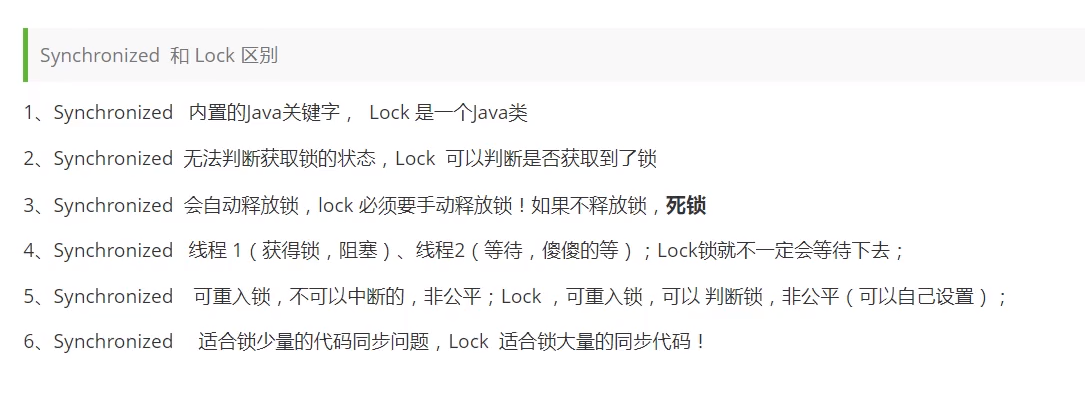 Synchronized 和 Lock 区别
1、Synchronized 内置的Java关键字， Lock 是一个Java类
2、Synchronized 无法判断获取锁的状态，Lock 可以判断是否获取到了锁
3、Synchronized 会自动释放锁，lock 必须要手动释放锁！如果不释放锁，死锁
4、Synchronized 线程 1（获得锁，阻塞）、线程2（等待，傻傻的等）；Lock锁就不一定会等待下去；
5、Synchronized 可重入锁，不可以中断的，非公平；Lock ，可重入锁，可以 判断锁，非公平（可以自己设置）；
6、Synchronized 适合锁少量的代码同步问题，Lock 适合锁大量的同步代码！